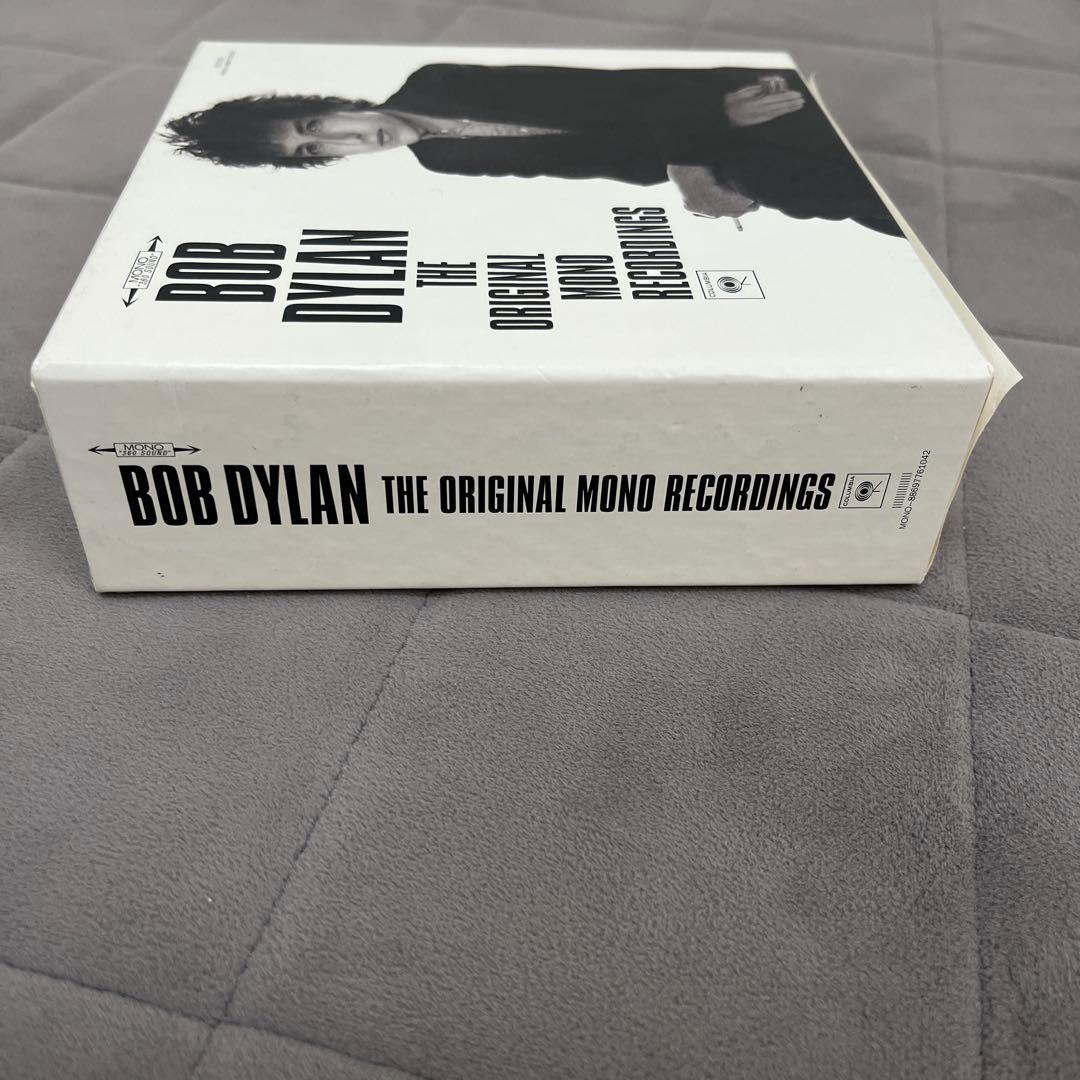 MONO
"360 SOUND"
BOB
DYLAN
THE
ORIGINAL
MONO
RECORDINGS
COLUMBIA
MONO
"360 SOUND"
BOB DYLAN THE ORIGINAL MONO RECORDINGS
COLUMBIA
MONO-88697761042